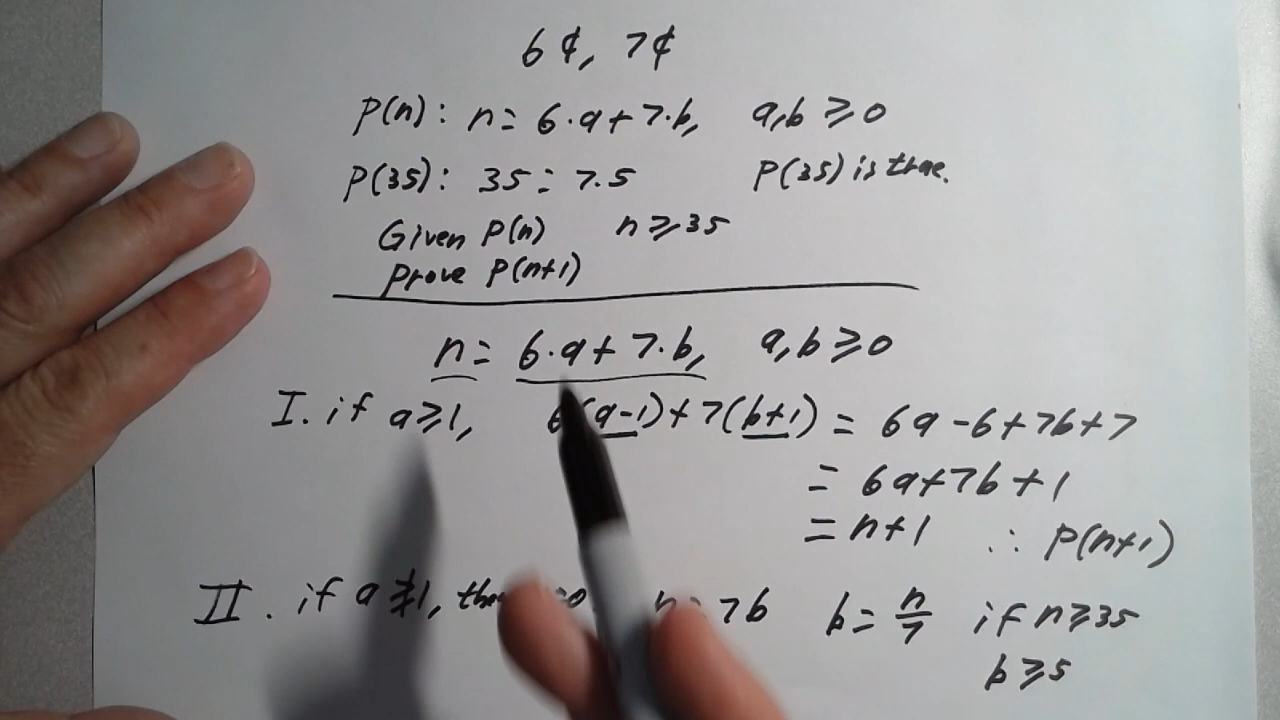 6¢, 7¢
P(n): n = 6·a + 7·b, a,b ≥ 0
P(35): 35 = 7·5 P(35) is true.
Given P(n) n ≥ 35
Prove P(n+1)
n = 6·a + 7·b, a,b ≥ 0
I. if a ≥ 1, 6(a-1) + 7(b+1) = 6a - 6 + 7b + 7
= 6a + 7b + 1
= n+1 ∴ P(n+1)
II. if a ≱ 1, 7b b = n/7 if n ≥ 35
b ≥ 5